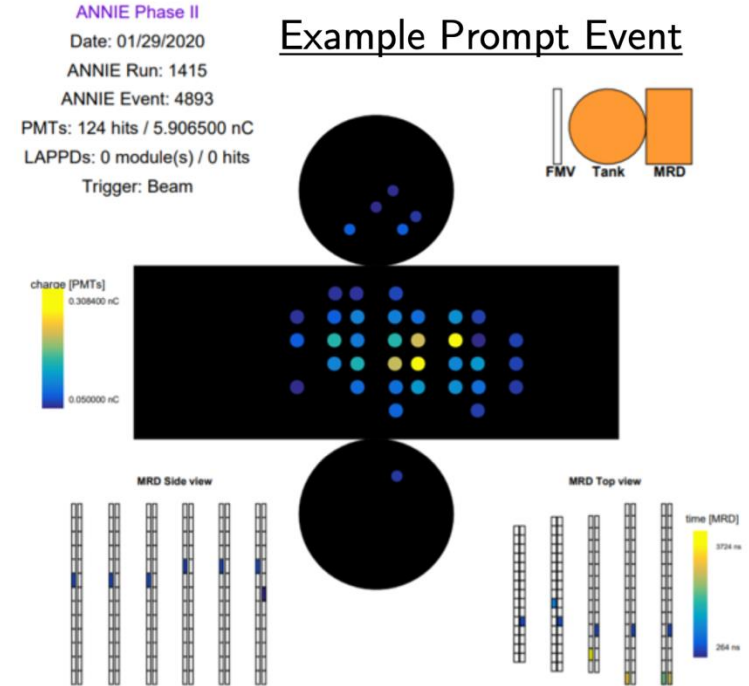 ANNIE Phase II
Date: 01/29/2020
ANNIE Run: 1415
ANNIE Event: 4893
PMTs: 124 hits / 5.906500 nC
LAPPDs: 0 module(s) / 0 hits
Trigger: Beam
Example Prompt Event
FMV Tank MRD
charge [PMTs]
0.308400 nC
0.050000 nC
MRD Side view
MRD Top view
time [MRD]
3724 ns
264 ns